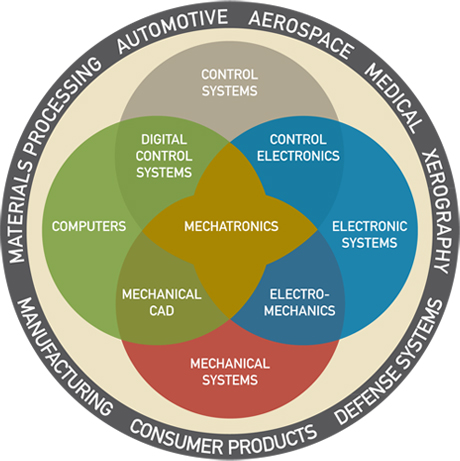 MATERIALS PROCESSING
AUTOMOTIVE
AEROSPACE
MEDICAL
XEROGRAPHY
DEFENSE SYSTEMS
CONSUMER PRODUCTS
MANUFACTURING
CONTROL
SYSTEMS
DIGITAL
CONTROL
SYSTEMS
CONTROL
ELECTRONICS
COMPUTERS
MECHATRONICS
ELECTRONIC
SYSTEMS
MECHANICAL
CAD
ELECTRO-
MECHANICS
MECHANICAL
SYSTEMS